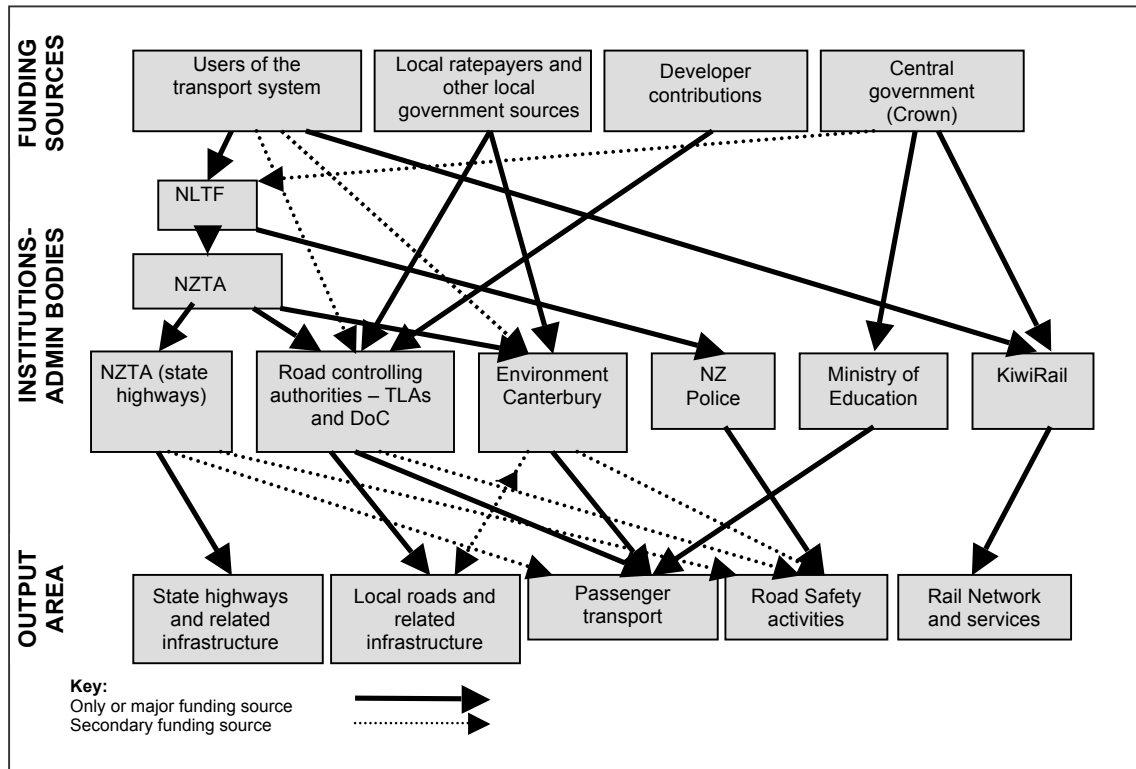 FUNDING
SOURCES
Users of the
transport system
Local ratepayers and
other local
government sources
Developer
contributions
Central
government
(Crown)
INSTITUTIONS-
ADMIN BODIES
NLTF
NZTA
NZTA (state
highways)
Road controlling
authorities – TLAs
and DoC
Environment
Canterbury
NZ
Police
Ministry of
Education
KiwiRail
OUTPUT
AREA
State highways
and related
infrastructure
Local roads and
related
infrastructure
Passenger
transport
Road Safety
activities
Rail Network
and services
Key:
Only or major funding source
Secondary funding source